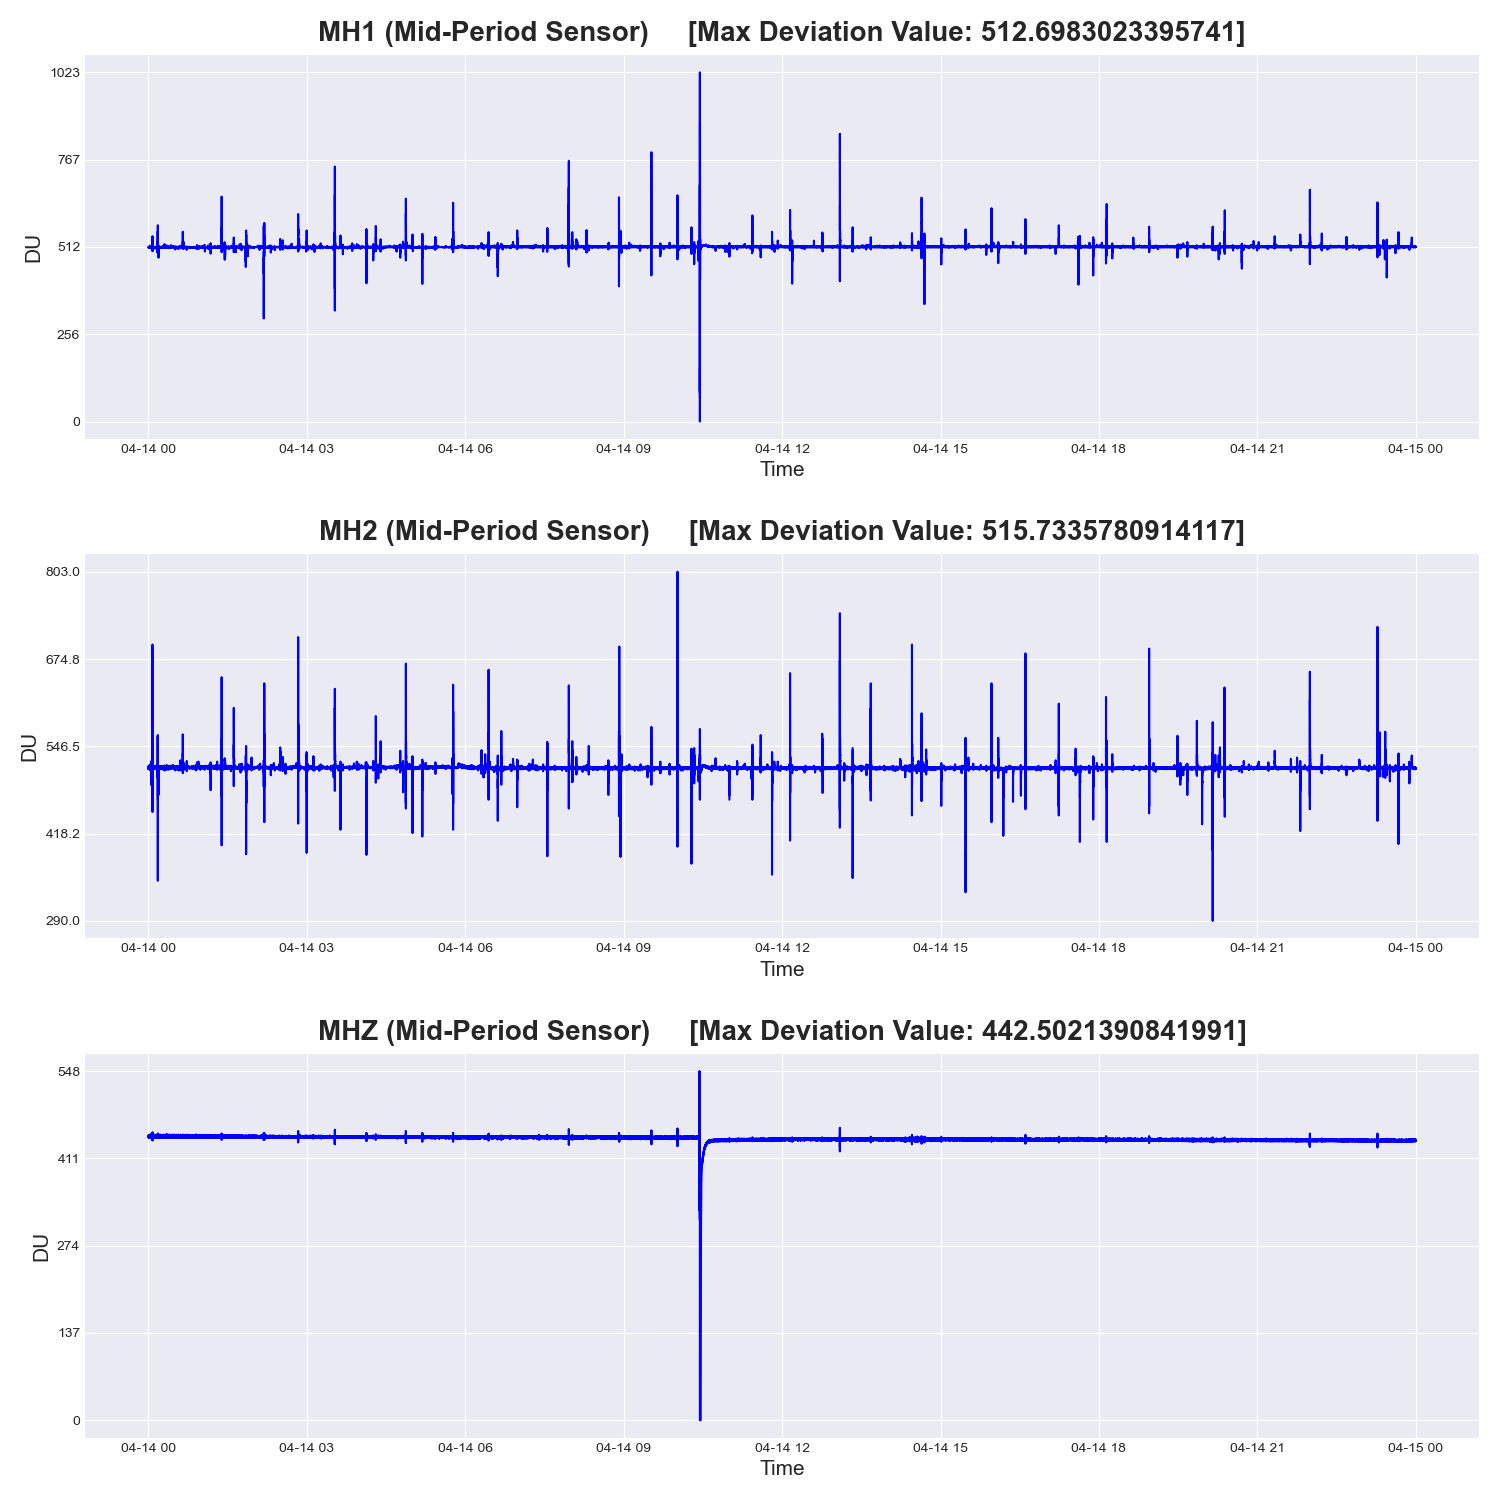 MH1 (Mid-Period Sensor) [Max Deviation Value: 512.6983023395741]
1023
767
512
256
0
DU
04-14 00 04-14 03 04-14 06 04-14 09 04-14 12 04-14 15 04-14 18 04-14 21 04-15 00
Time
MH2 (Mid-Period Sensor) [Max Deviation Value: 515.7335780914117]
803.0
674.8
546.5
418.2
290.0
DU
04-14 00 04-14 03 04-14 06 04-14 09 04-14 12 04-14 15 04-14 18 04-14 21 04-15 00
Time
MHZ (Mid-Period Sensor) [Max Deviation Value: 442.5021390841991]
548
411
274
137
0
DU
04-14 00 04-14 03 04-14 06 04-14 09 04-14 12 04-14 15 04-14 18 04-14 21 04-15 00
Time